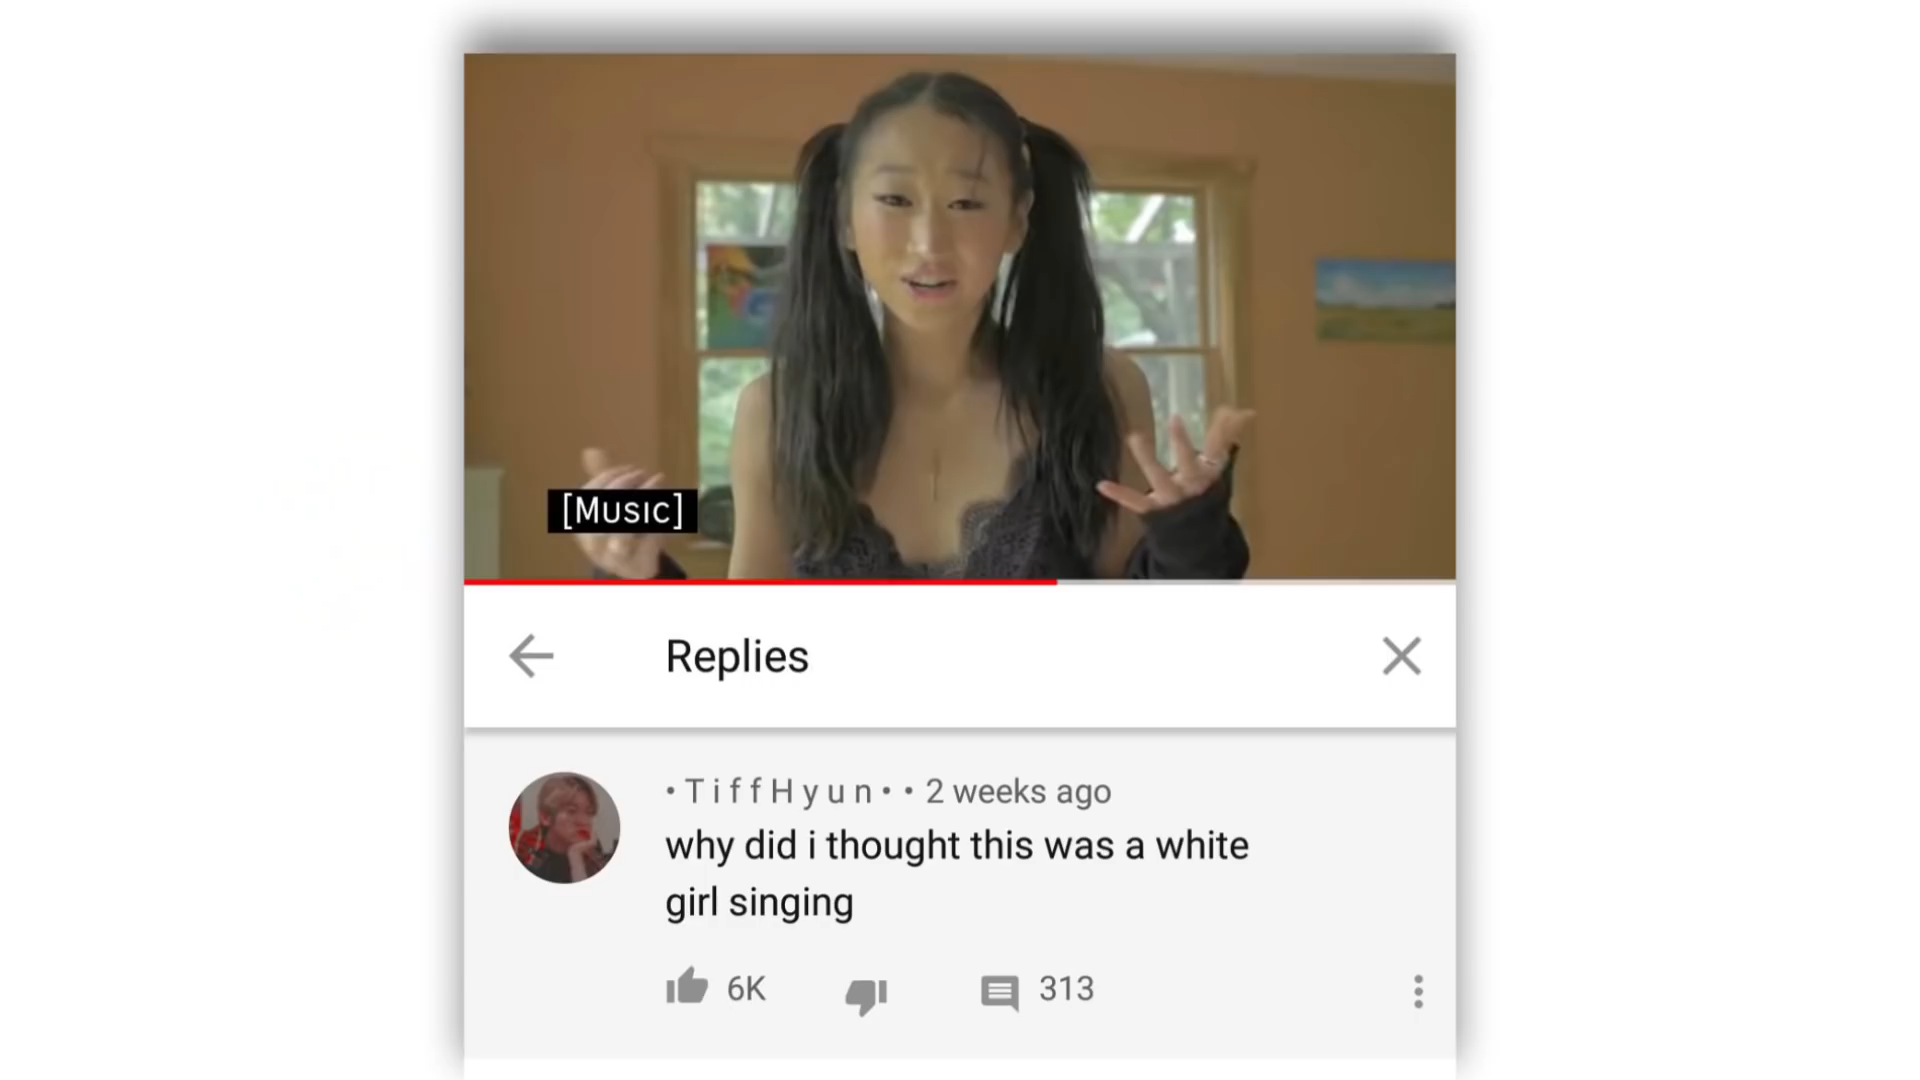 [Music]
Replies
• T i f f H y u n • • 2 weeks ago
why did i thought this was a white
girl singing
6K 313